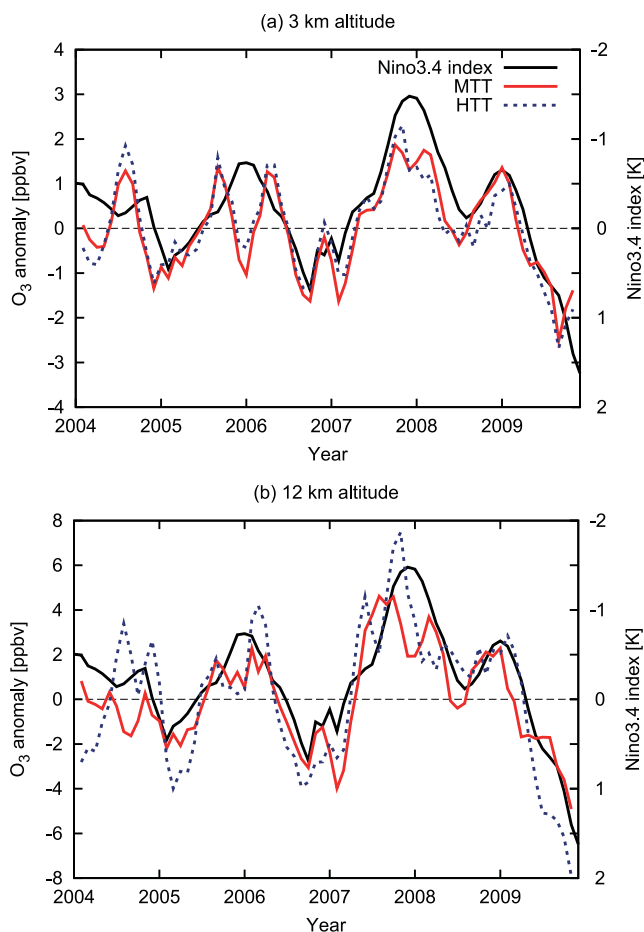 (a) 3 km altitude
Nino3.4 index
MTT
HTT
4
3
2
1
0
-1
-2
-3
-4
O3 anomaly [ppbv]
-2
-1
0
1
2
Nino3.4 index [K]
2004 2005 2006 2007 2008 2009
Year
(b) 12 km altitude
8
6
4
2
0
-2
-4
-6
-8
O3 anomaly [ppbv]
-2
-1
0
1
2
Nino3.4 index [K]
2004 2005 2006 2007 2008 2009
Year